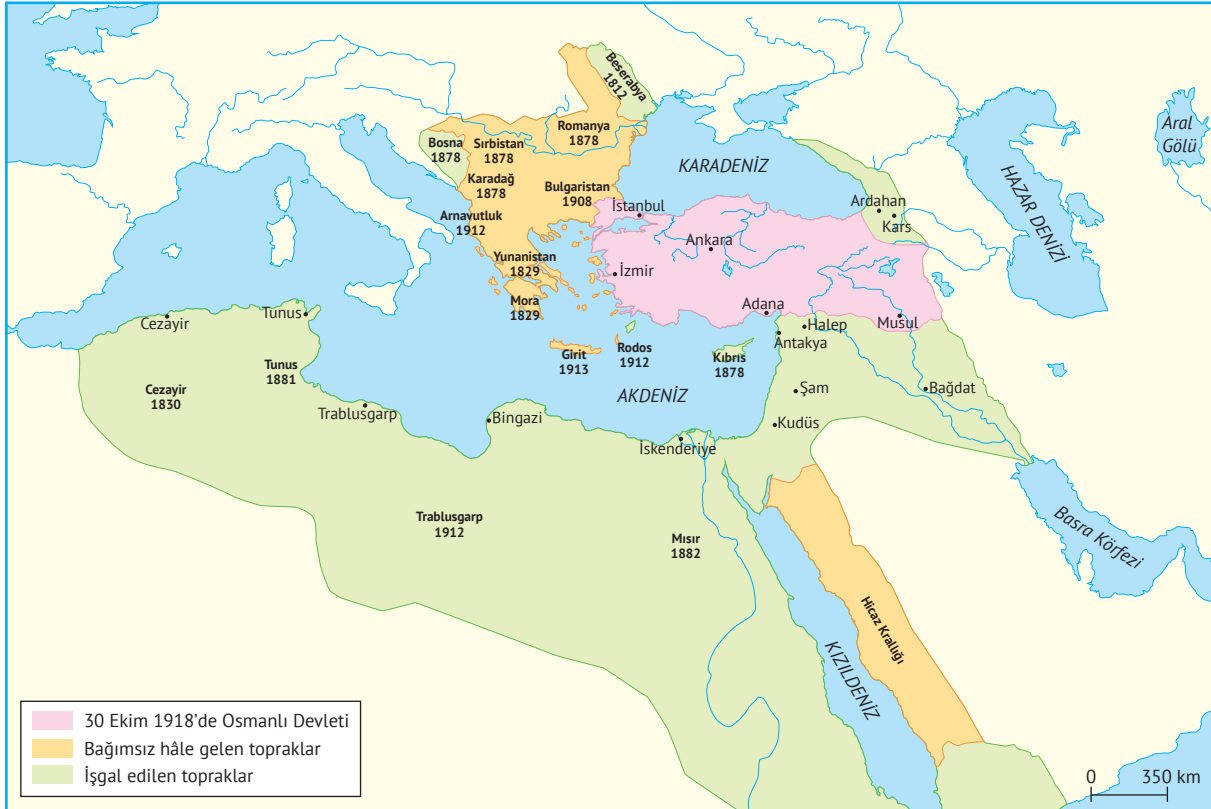 Beserabya
1812
Romanya
1878
Bosna
1878
Sırbistan
1878
Karadağ
1878
Bulgaristan
1908
Arnavutluk
1912
Yunanistan
1829
Mora
1829
Girit
1913
Rodos
1912
Kıbrıs
1878
KARADENİZ
HAZAR DENİZİ
Aral
Gölü
İstanbul
Ankara
İzmir
Ardahan
Kars
Adana
Musul
Halep
Antakya
Şam
Bağdat
Kudüs
AKDENİZ
Cezayir
Tunus
Cezayir
1830
Tunus
1881
Trablusgarp
Bingazi
İskenderiye
Trablusgarp
1912
Mısır
1882
Hicaz Krallığı
KIZILDENİZ
Basra Körfezi
30 Ekim 1918'de Osmanlı Devleti
Bağımsız hâle gelen topraklar
İşgal edilen topraklar
0 350 km